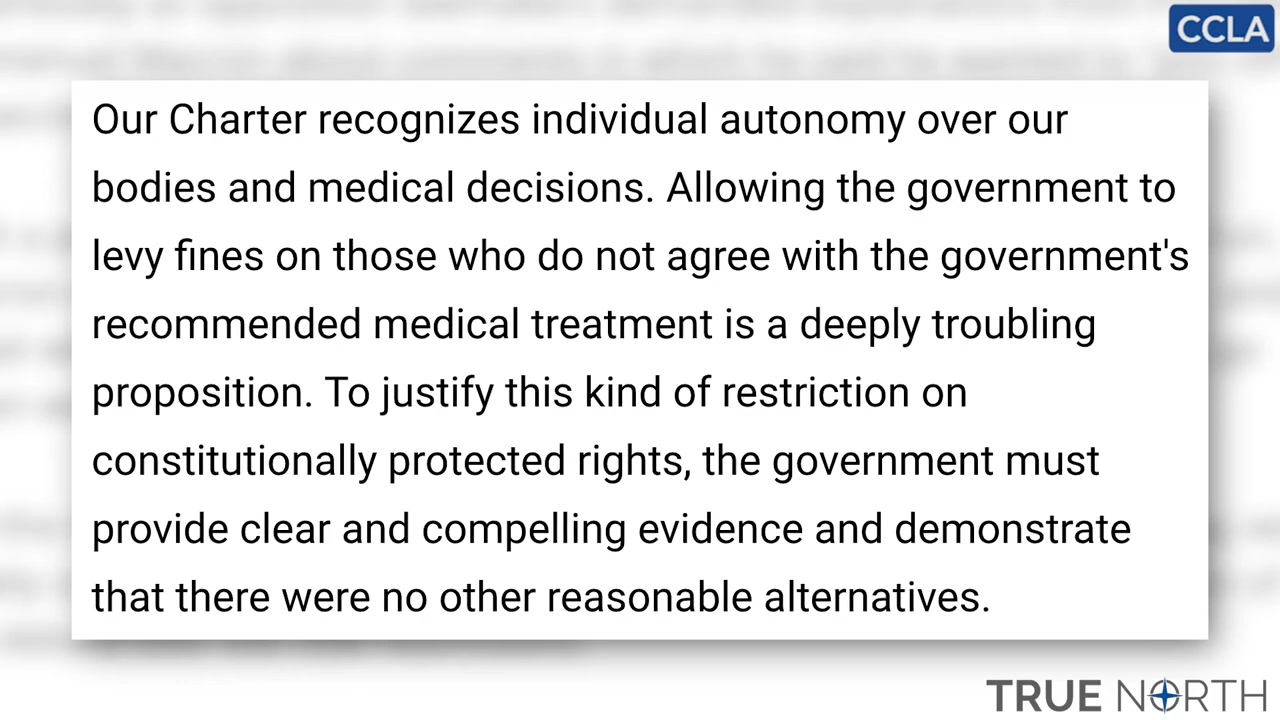 CCLA
Our Charter recognizes individual autonomy over our
bodies and medical decisions. Allowing the government to
levy fines on those who do not agree with the government's
recommended medical treatment is a deeply troubling
proposition. To justify this kind of restriction on
constitutionally protected rights, the government must
provide clear and compelling evidence and demonstrate
that there were no other reasonable alternatives.
TRUE NORTH